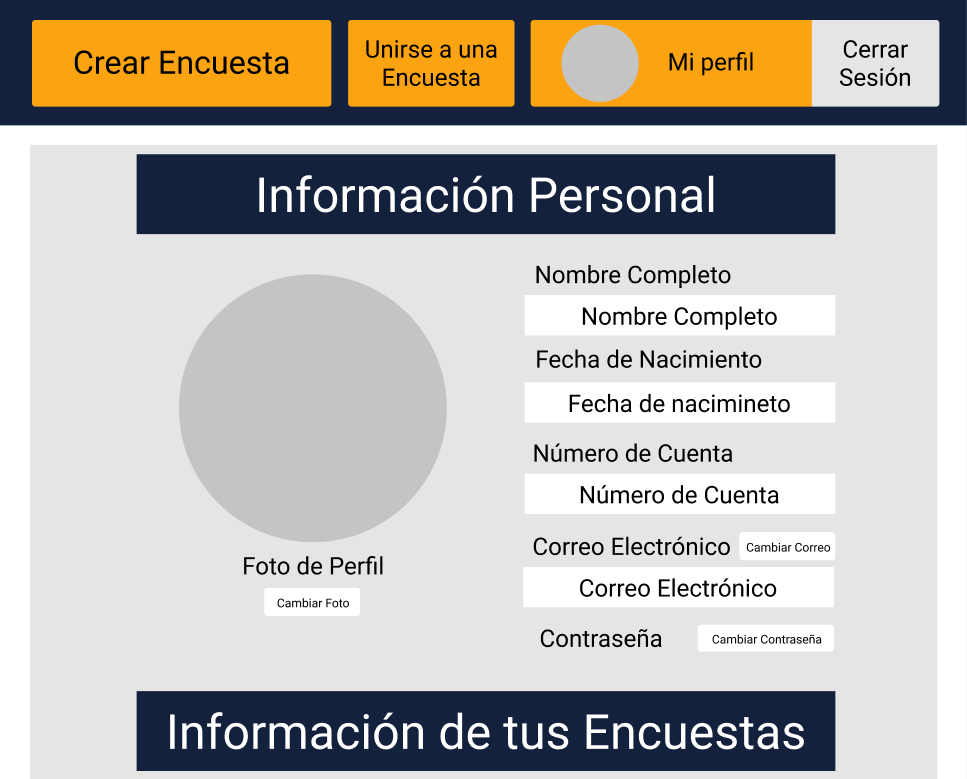 Crear Encuesta
Unirse a una
Encuesta
Mi perfil
Cerrar
Sesión
Información Personal
Nombre Completo
Nombre Completo
Fecha de Nacimiento
Fecha de nacimineto
Número de Cuenta
Número de Cuenta
Correo Electrónico
Cambiar Correo
Correo Electrónico
Foto de Perfil
Cambiar Foto
Contraseña
Cambiar Contraseña
Información de tus Encuestas